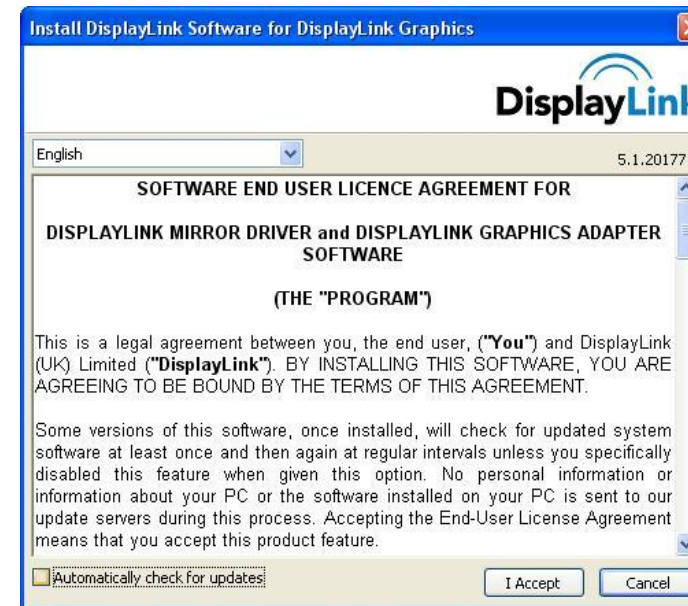 Install DisplayLink Software for DisplayLink Graphics
DisplayLink
English
5.1.20177
SOFTWARE END USER LICENCE AGREEMENT FOR
DISPLAYLINK MIRROR DRIVER and DISPLAYLINK GRAPHICS ADAPTER
SOFTWARE
(THE "PROGRAM")
This is a legal agreement between you, the end user, ("You") and DisplayLink
(UK) Limited ("DisplayLink"). BY INSTALLING THIS SOFTWARE, YOU ARE
AGREEING TO BE BOUND BY THE TERMS OF THIS AGREEMENT.
Some versions of this software, once installed, will check for updated system
software at least once and then again at regular intervals unless you specifically
disabled this feature when given this option. No personal information or
information about your PC or the software installed on your PC is sent to our
update servers during this process. Accepting the End-User License Agreement
means that you accept this product feature.
Automatically check for updates
I Accept
Cancel